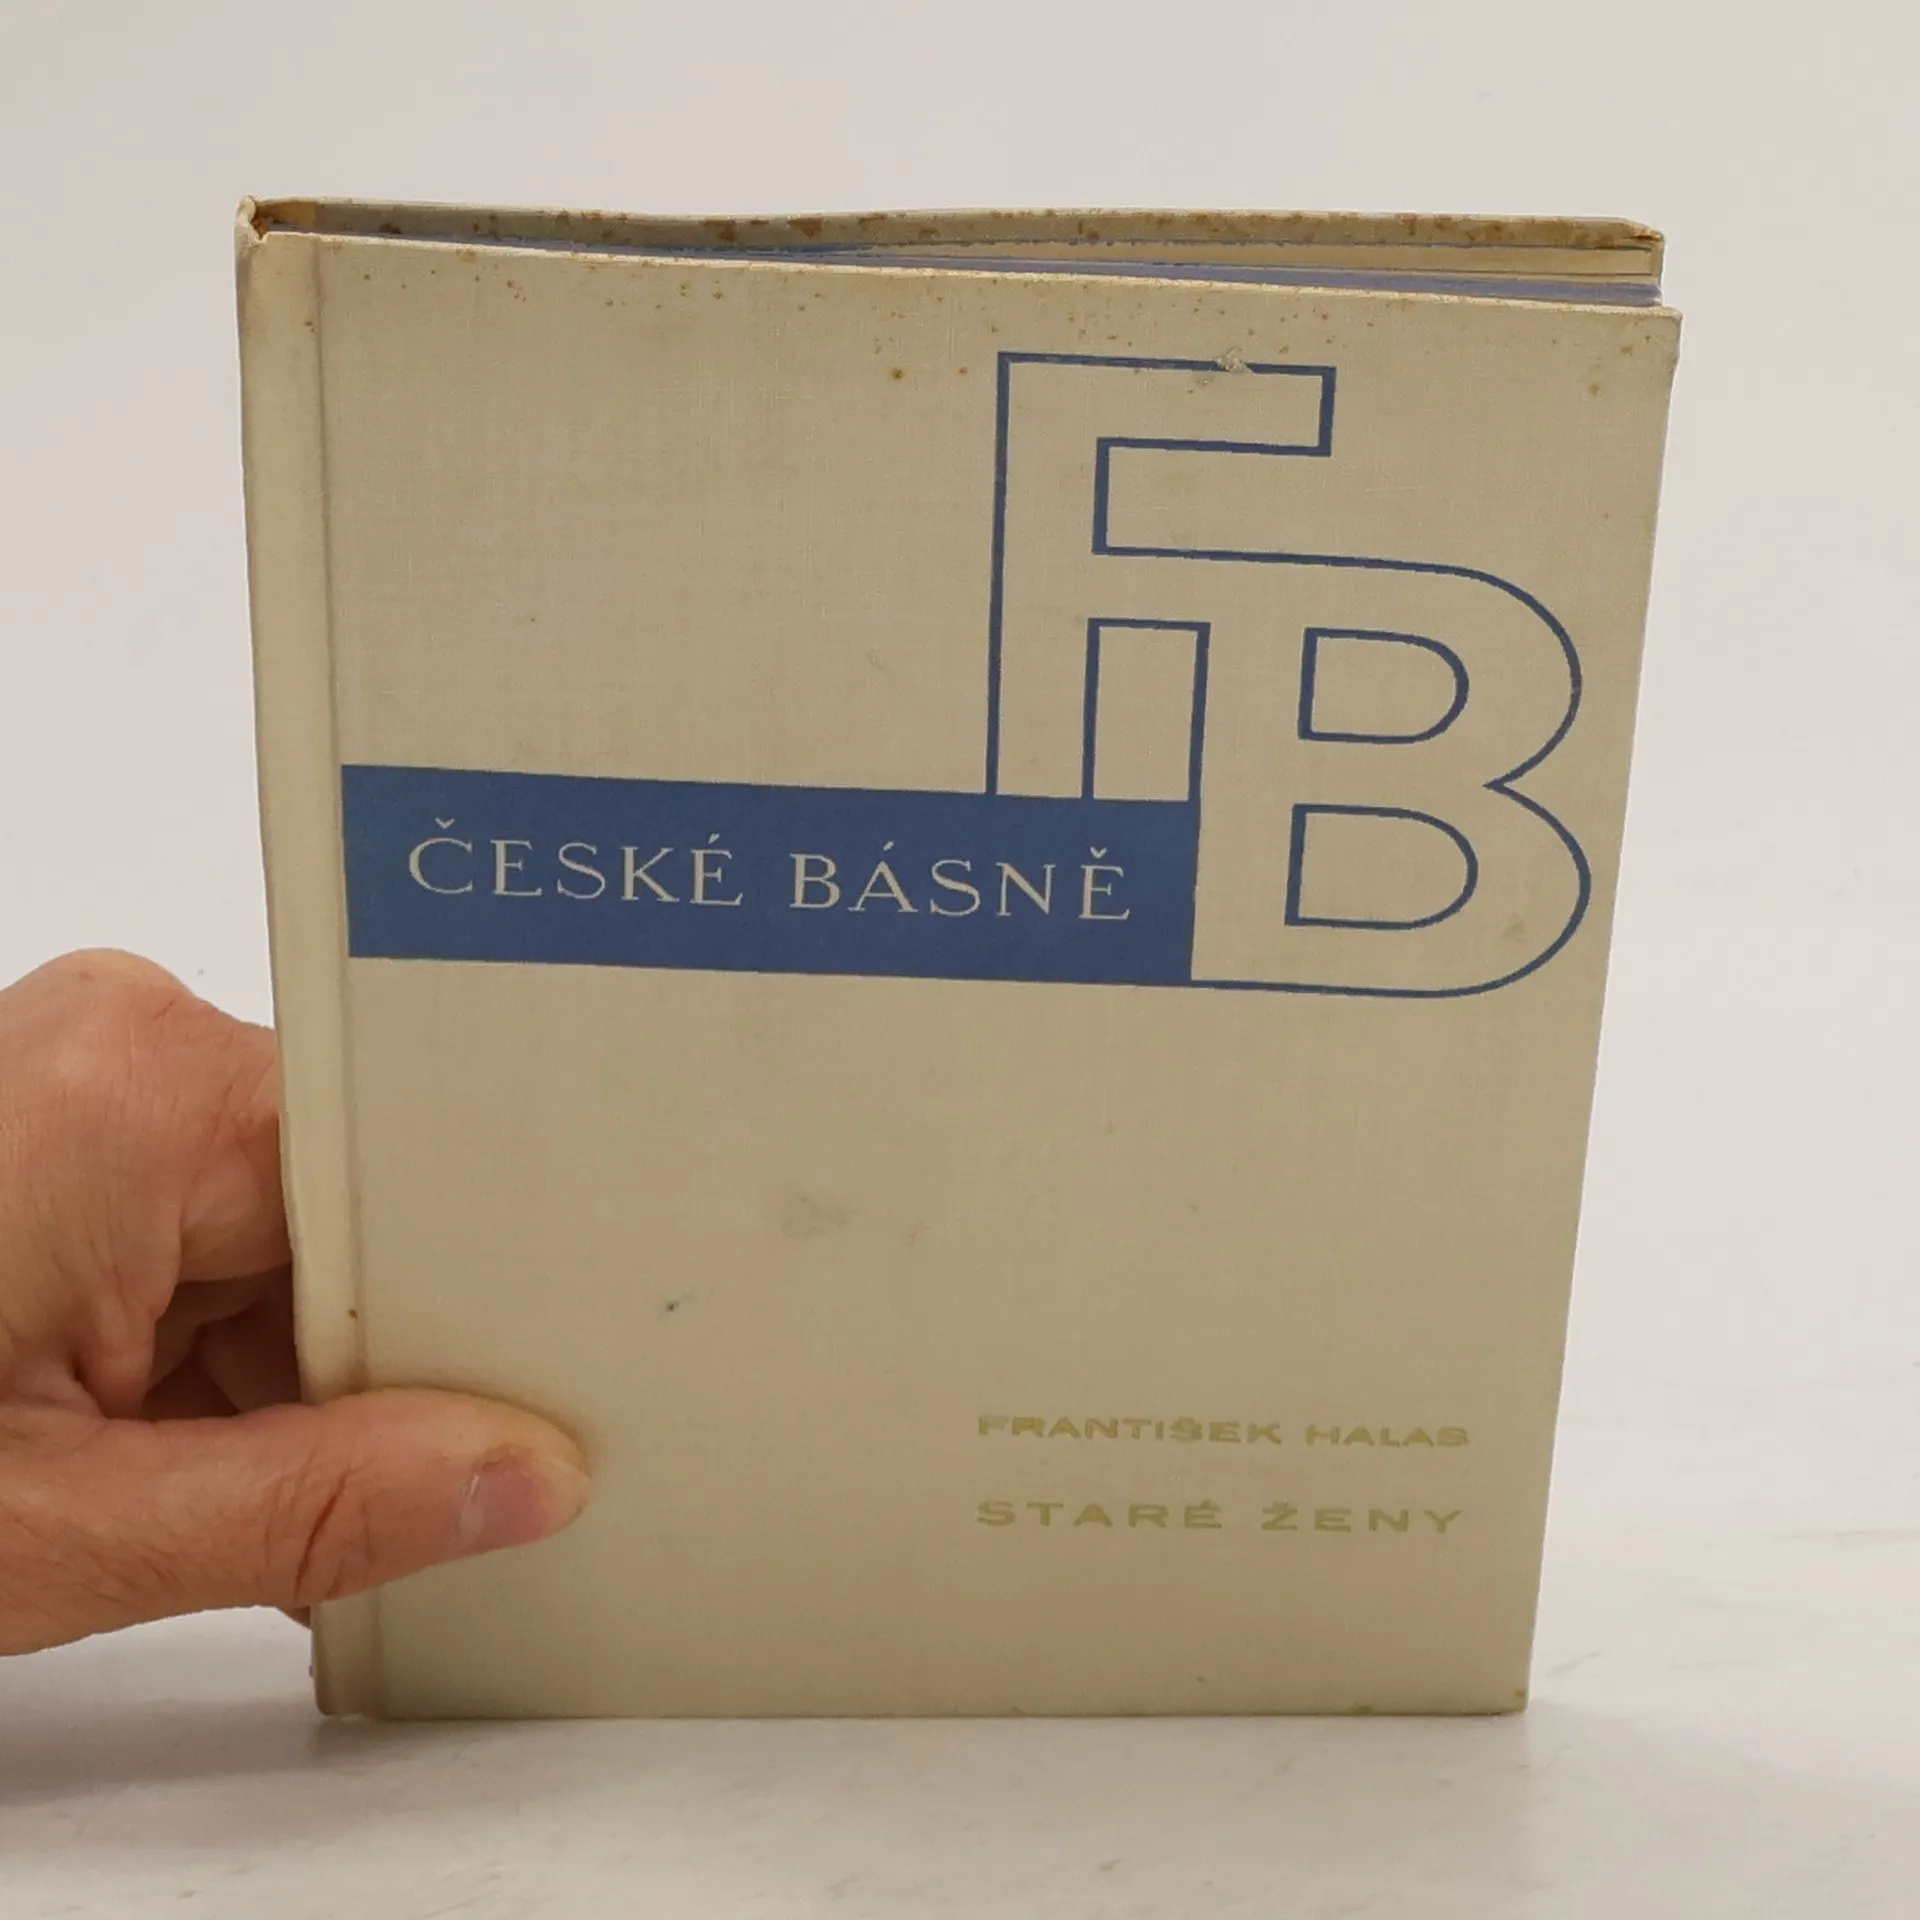 FB
ČESKÉ BÁSNĚ
FRANTIŠEK HALAS
STARÉ ŽENY